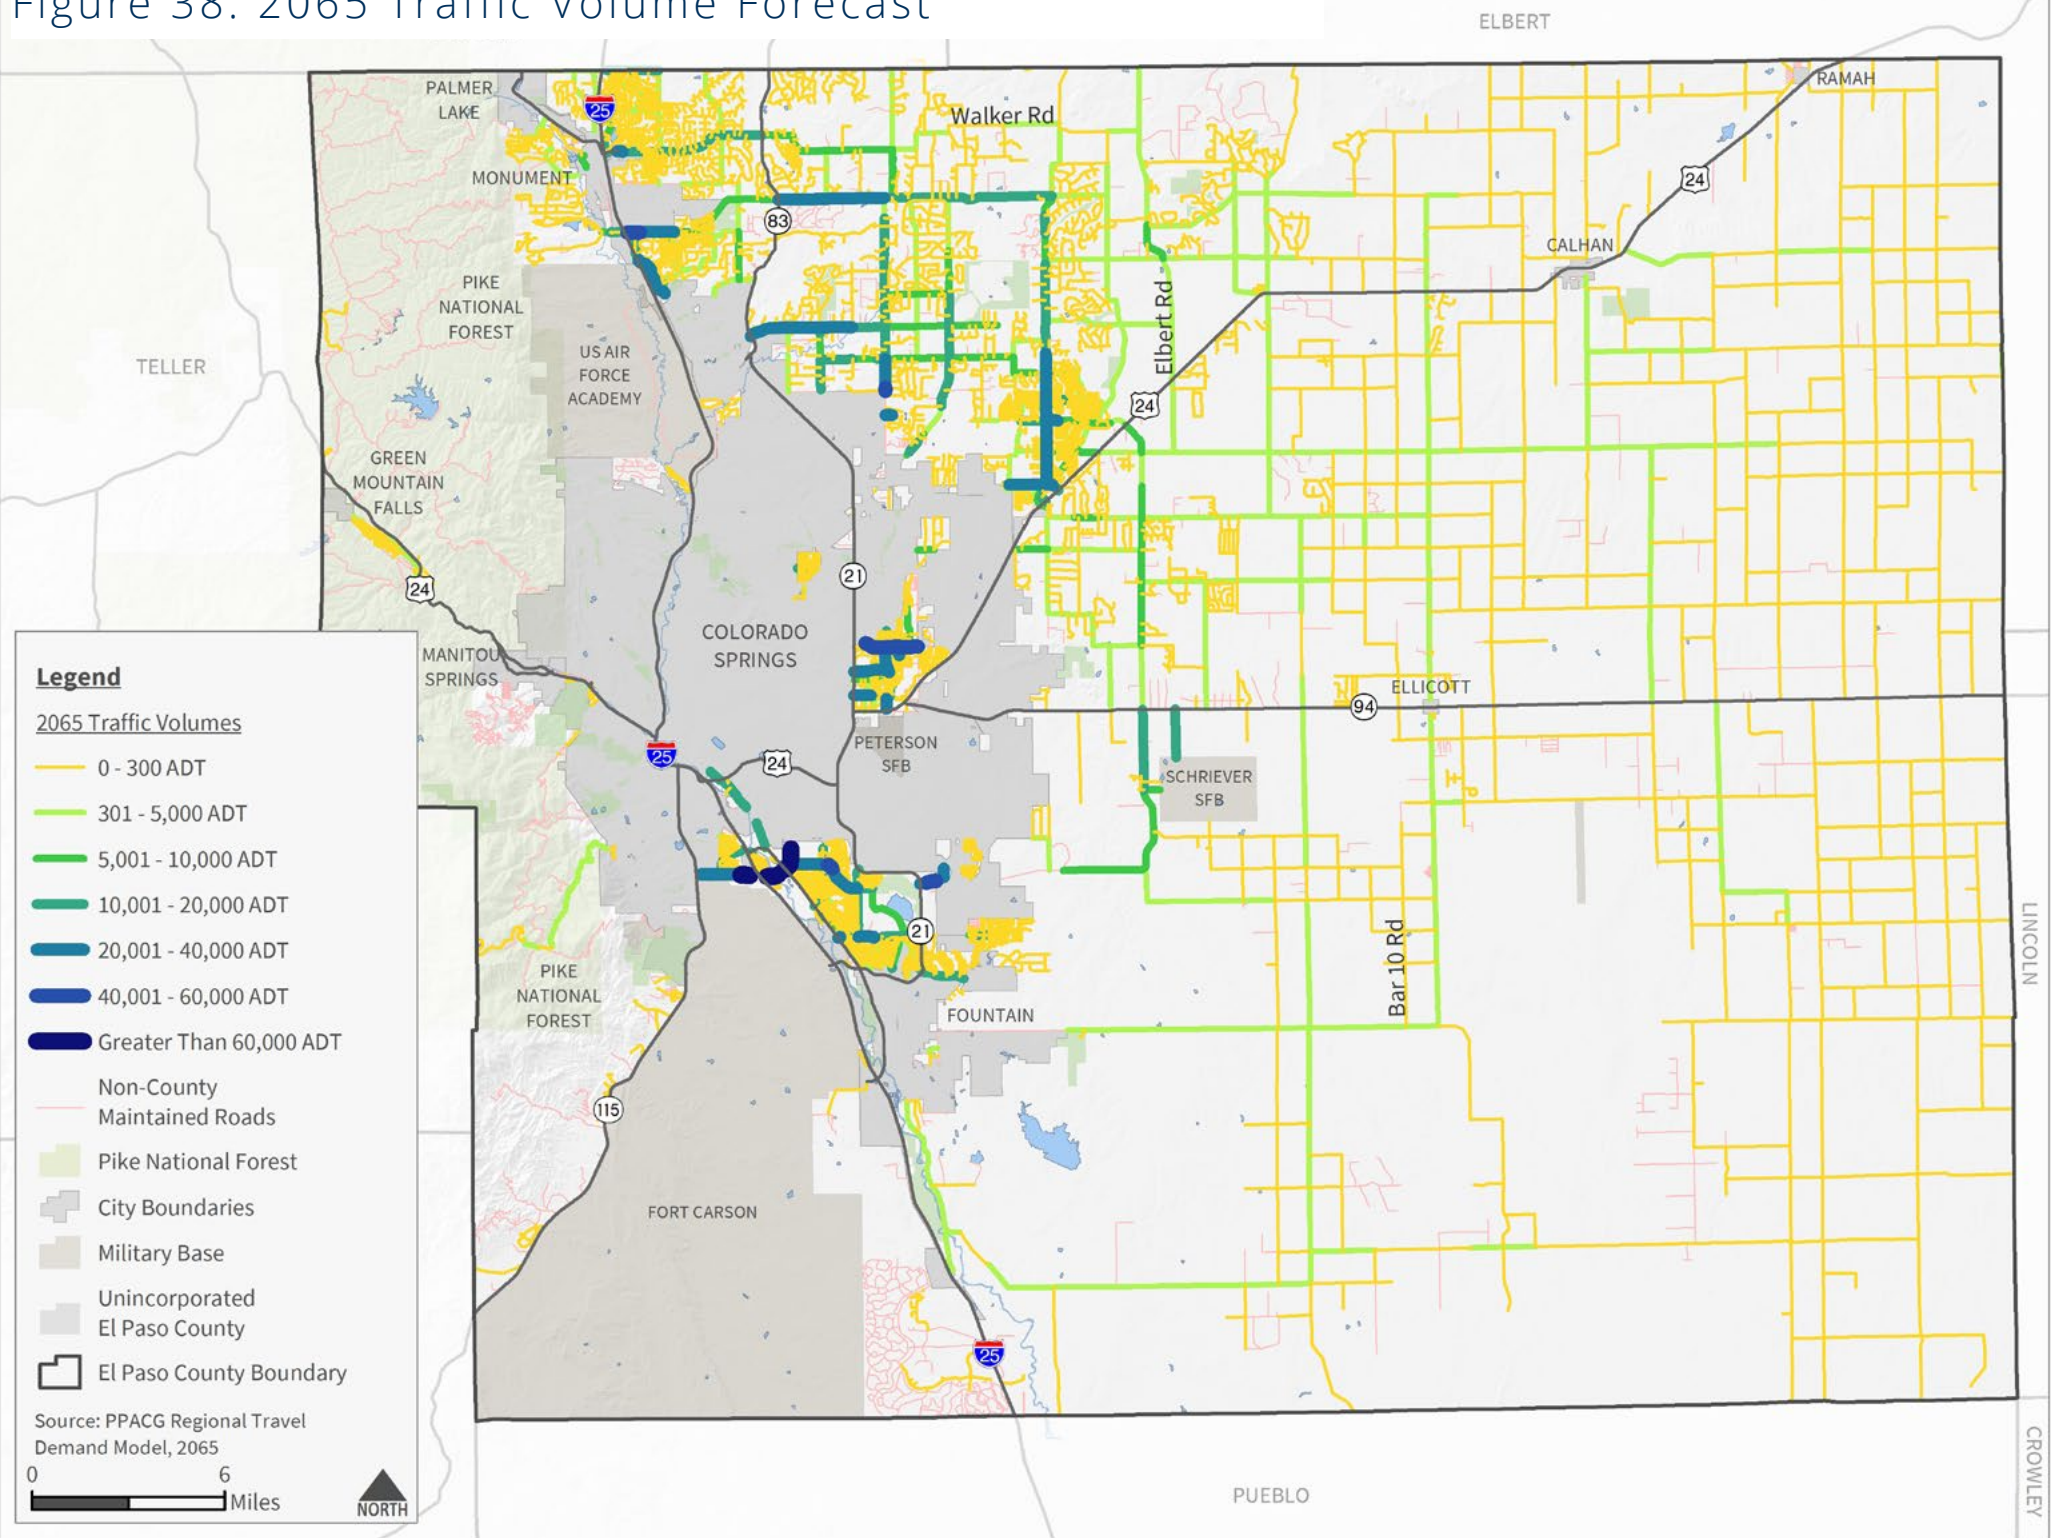 Figure 38. 2065 Traffic Volume Forecast
ELBERT
RAMAH
PALMER
LAKE
25
Walker Rd
MONUMENT
24
83
CALHAN
PIKE
NATIONAL
FOREST
Elbert Rd
TELLER
US AIR
FORCE
ACADEMY
24
GREEN
MOUNTAIN
FALLS
24
21
COLORADO
SPRINGS
MANITOU
SPRINGS
ELLICOTT
94
25
24
PETERSON
SFB
SCHRIEVER
SFB
21
LINCOLN
Bar 10 Rd
PIKE
NATIONAL
FOREST
FOUNTAIN
115
FORT CARSON
25
PUEBLO
CROWLEY
Legend
2065 Traffic Volumes
0 - 300 ADT
301 - 5,000 ADT
5,001 - 10,000 ADT
10,001 - 20,000 ADT
20,001 - 40,000 ADT
40,001 - 60,000 ADT
Greater Than 60,000 ADT
Non-County
Maintained Roads
Pike National Forest
City Boundaries
Military Base
Unincorporated
El Paso County
El Paso County Boundary
Source: PPACG Regional Travel
Demand Model, 2065
0 6
Miles
NORTH